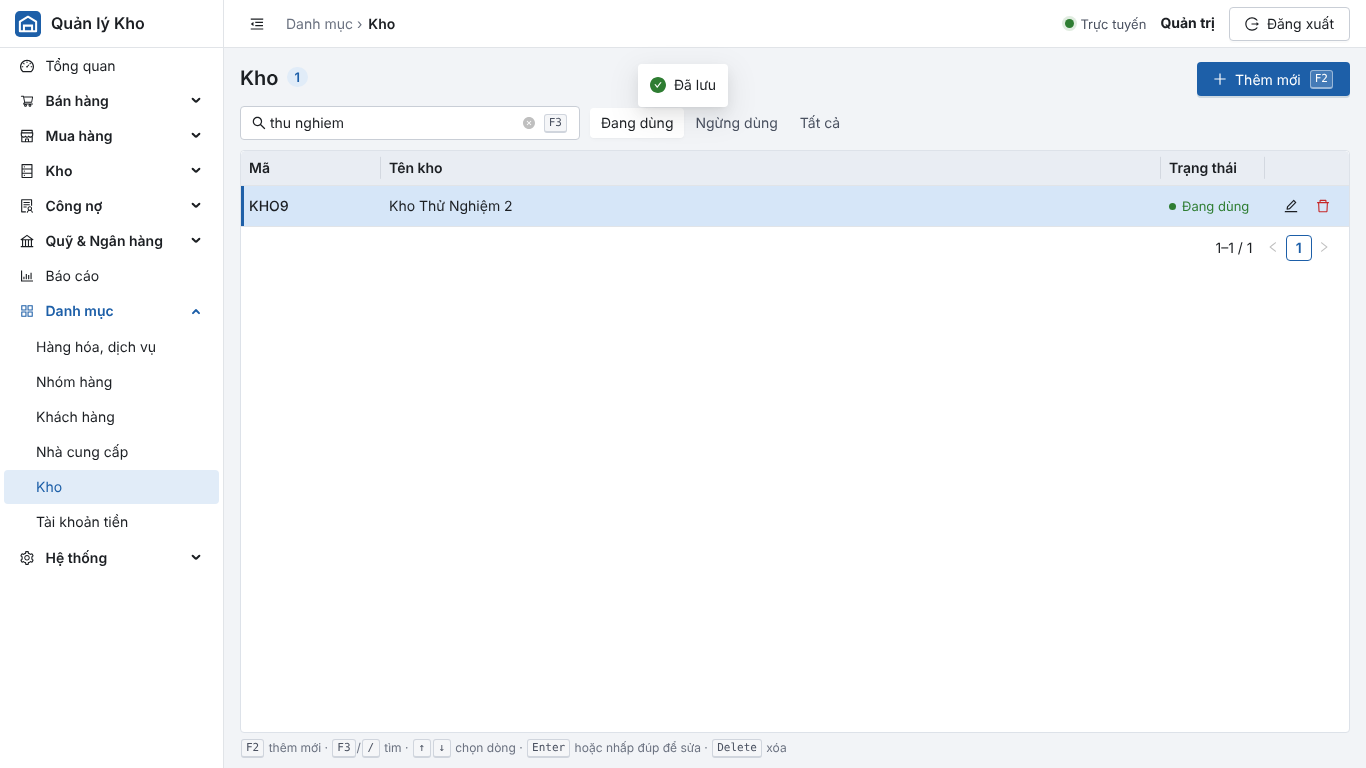 Quản lý Kho
Danh mục › Kho
Trực tuyến
Quản trị
Đăng xuất
Tổng quan
Bán hàng
Mua hàng
Kho
Công nợ
Quỹ & Ngân hàng
Báo cáo
Danh mục
Hàng hóa, dịch vụ
Nhóm hàng
Khách hàng
Nhà cung cấp
Kho
Tài khoản tiền
Hệ thống
Kho 1
Đã lưu
Thêm mới F2
thu nghiem F3
Đang dùng Ngừng dùng Tất cả
Mã Tên kho Trạng thái
KHO9 Kho Thử Nghiệm 2 Đang dùng
1–1 / 1 1
F2 thêm mới · F3 / / tìm · ↑ ↓ chọn dòng · Enter hoặc nhấp đúp để sửa · Delete xóa